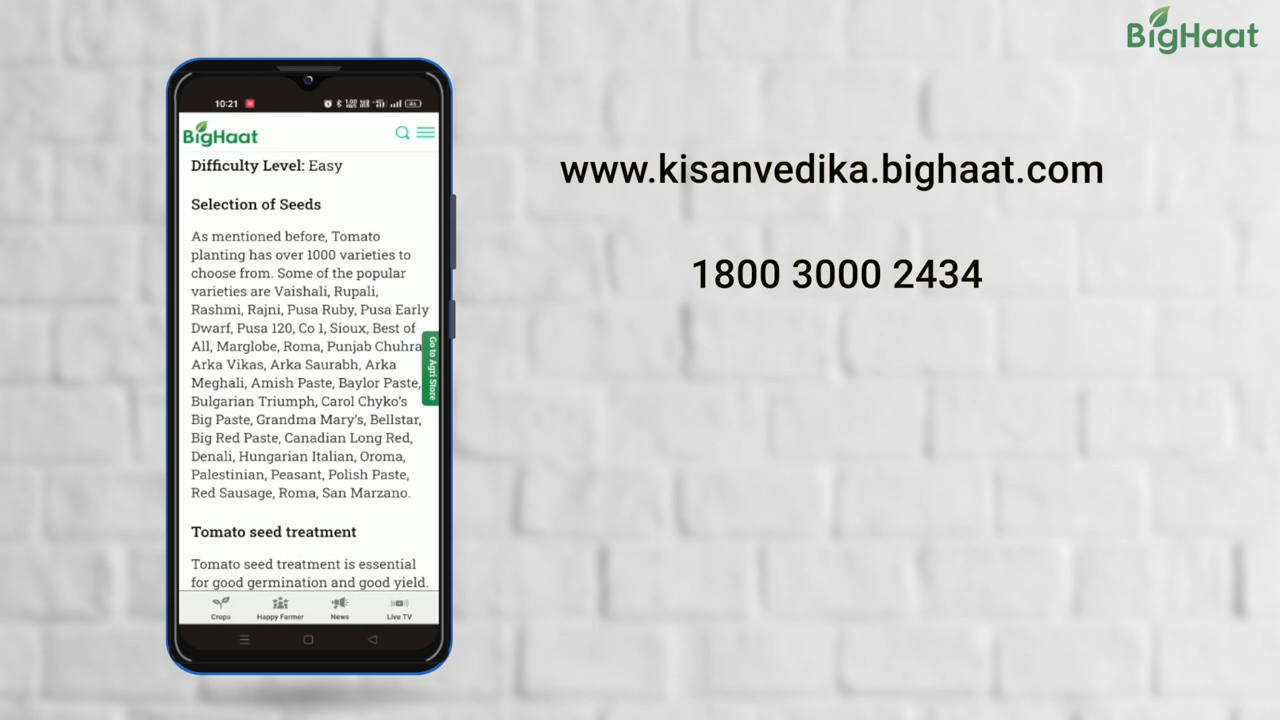 BigHaat
10:21
BigHaat
Difficulty Level: Easy
Selection of Seeds
As mentioned before, Tomato
planting has over 1000 varieties to
choose from. Some of the popular
varieties are Vaishali, Rupali,
Rashmi, Rajni, Pusa Ruby, Pusa Early
Dwarf, Pusa 120, Co 1, Sioux, Best of
All, Marglobe, Roma, Punjab Chuhra
Arka Vikas, Arka Saurabh, Arka
Meghali, Amish Paste, Baylor Paste,
Bulgarian Triumph, Carol Chyko's
Big Paste, Grandma Mary's, Bellstar,
Big Red Paste, Canadian Long Red,
Denali, Hungarian Italian, Oroma,
Palestinian, Peasant, Polish Paste,
Red Sausage, Roma, San Marzano.
Tomato seed treatment
Tomato seed treatment is essential
for good germination and good yield.
Go to Agri Store
Crops
Happy Farmer
News
Live TV
www.kisanvedika.bighaat.com
1800 3000 2434